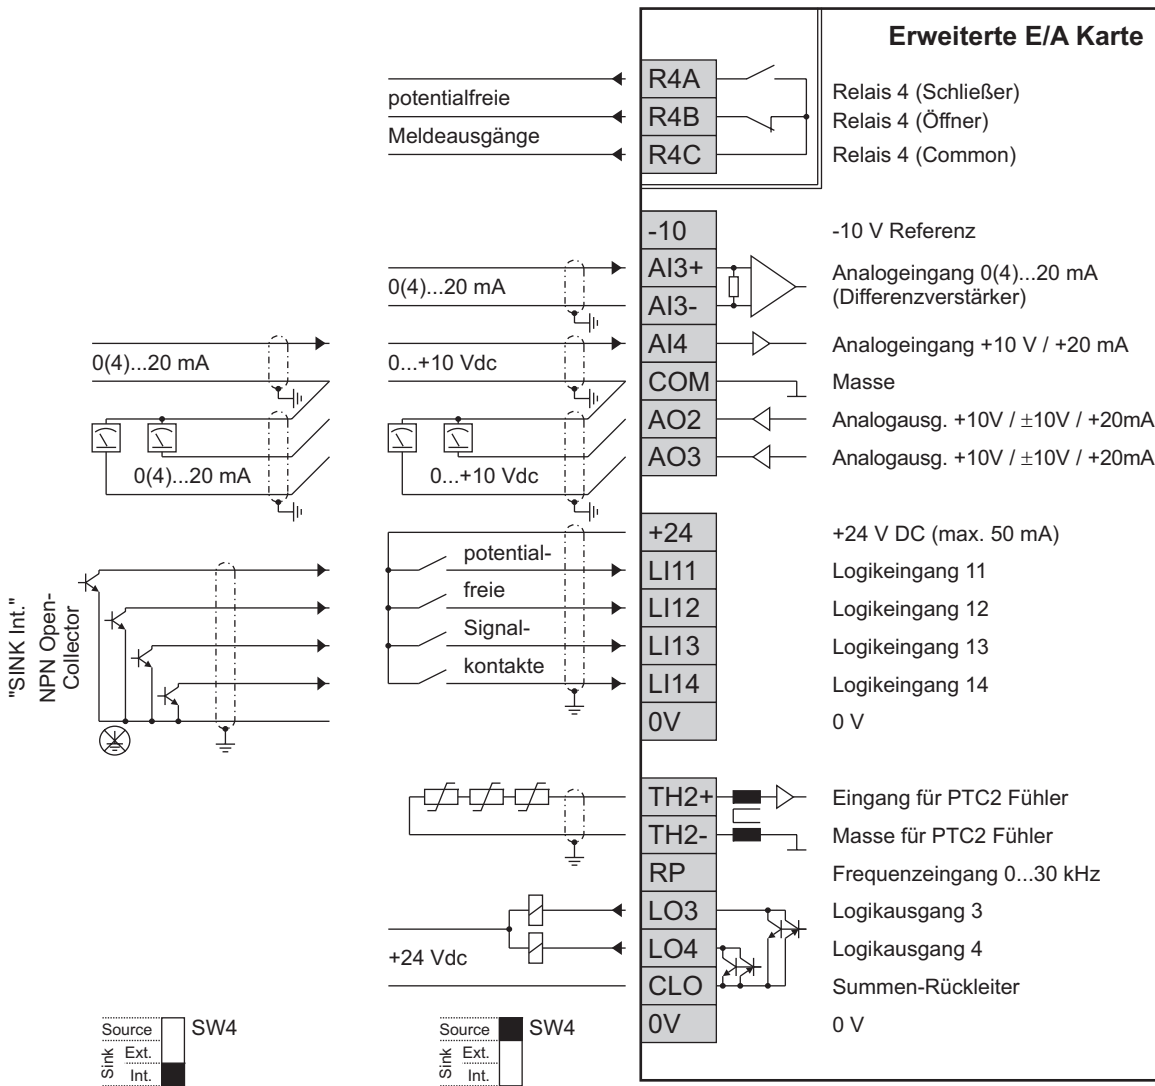 Erweiterte E/A Karte
potentialfreie
Meldeausgänge
R4A
R4B
R4C
Relais 4 (Schließer)
Relais 4 (Öffner)
Relais 4 (Common)
-10
-10 V Referenz
0(4)...20 mA
AI3+
AI3-
Analogeingang 0(4)...20 mA
(Differenzverstärker)
0(4)...20 mA
0...+10 Vdc
AI4
Analogeingang +10 V / +20 mA
COM
Masse
AO2
Analogausg. +10V / ±10V / +20mA
0(4)...20 mA
0...+10 Vdc
AO3
Analogausg. +10V / ±10V / +20mA
+24
+24 V DC (max. 50 mA)
"SINK Int."
NPN Open-
Collector
potential-
freie
Signal-
kontakte
LI11
Logikeingang 11
LI12
Logikeingang 12
LI13
Logikeingang 13
LI14
Logikeingang 14
0V
0 V
TH2+
Eingang für PTC2 Fühler
TH2-
Masse für PTC2 Fühler
RP
Frequenzeingang 0...30 kHz
LO3
Logikausgang 3
+24 Vdc
LO4
Logikausgang 4
CLO
Summen-Rückleiter
0V
0 V
Source
SW4
Sink
Ext.
Int.
Source
SW4
Sink
Ext.
Int.